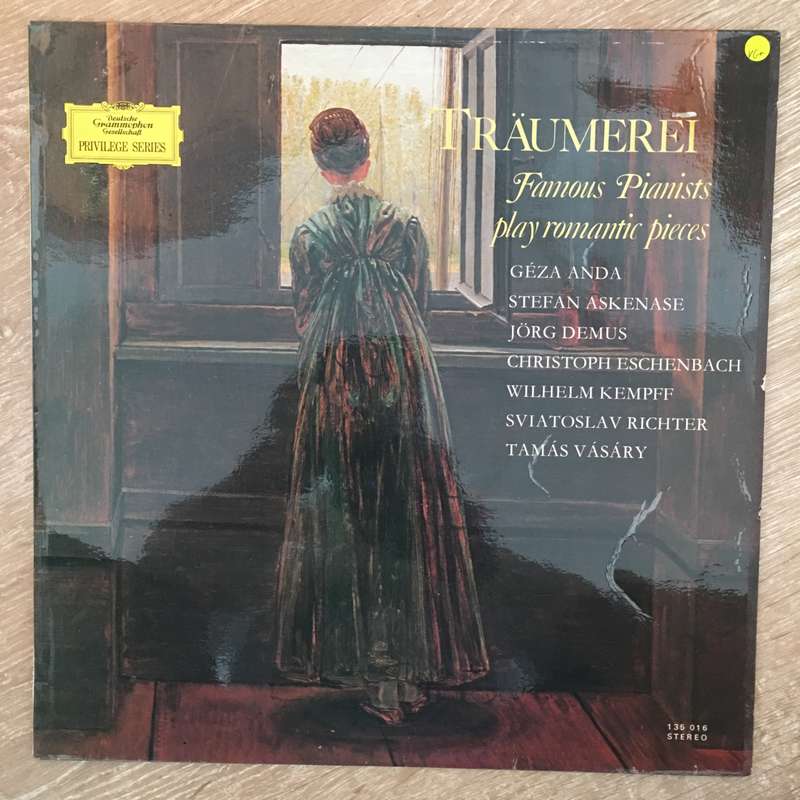 Deutsche
Grammophon
Gesellschaft
PRIVILEGE SERIES
TRÄUMEREI
Famous Pianists
play romantic pieces
GÉZA ANDA
STEFAN ASKENASE
JÖRG DEMUS
CHRISTOPH ESCHENBACH
WILHELM KEMPFF
SVIATOSLAV RICHTER
TAMÁS VÁSÁRY
136 016
STEREO